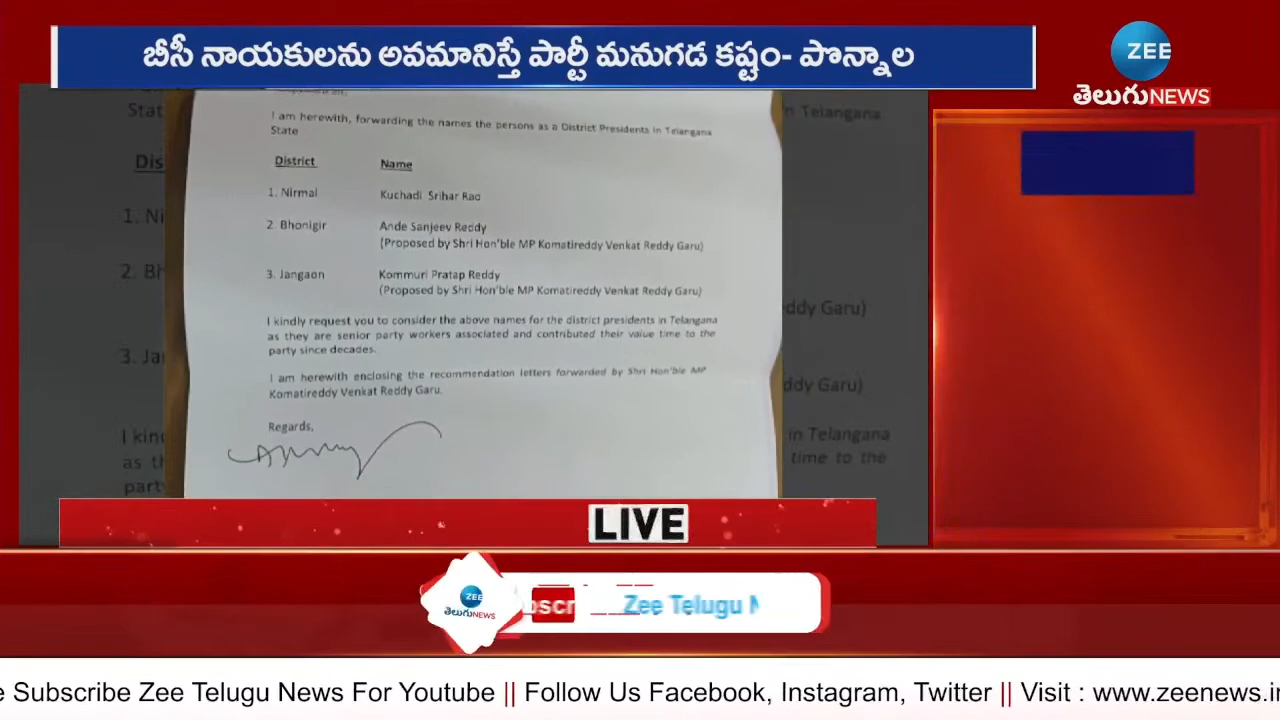 బీసీ నాయకులను అవమానిస్తే పార్టీ మనుగడ కష్టం- పొన్నాల
ZEE
తెలుగు NEWS
I am herewith, forwarding the names the persons as a District Presidents in Telangana
State
District Name
1. Nirmal Kuchadi Srihar Rao
2. Bhonigir Ande Sanjeev Reddy
(Proposed by Shri Hon'ble MP Komatireddy Venkat Reddy Garu)
3. Jangaon Kommuri Pratap Reddy
(Proposed by Shri Hon'ble MP Komatireddy Venkat Reddy Garu)
I kindly request you to consider the above names for the district presidents in Telangana
as they are senior party workers associated and contributed their value time to the
party since decades.
I am herewith enclosing the recommendation letters forwarded by Shri Hon'ble MP
Komatireddy Venkat Reddy Garu.
Regards,
LIVE
ZEE
తెలుగు NEWS
Zee Telugu N
e Subscribe Zee Telugu News For Youtube || Follow Us Facebook, Instagram, Twitter || Visit : www.zeenews.in